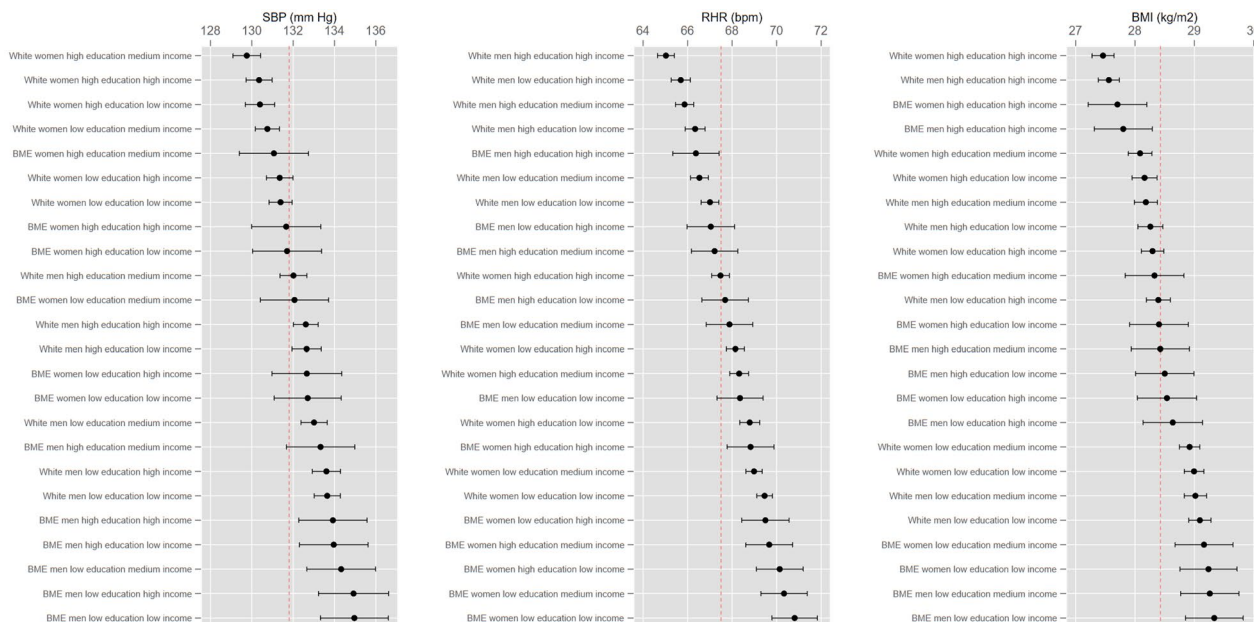 SBP (mm Hg)
128 130 132 134 136
White women high education medium income
White women high education high income
White women high education low income
White women low education medium income
BME women high education medium income
White women low education high income
White women low education low income
BME women high education high income
BME women high education low income
White men high education medium income
BME women low education medium income
White men high education high income
White men high education low income
BME women low education high income
BME women low education low income
White men low education medium income
BME men high education medium income
White men low education high income
White men low education low income
BME men high education high income
BME men high education low income
BME men low education medium income
BME men low education high income
BME men low education low income
RHR (bpm)
64 66 68 70 72
White men high education high income
White men low education high income
White men high education medium income
White men high education low income
BME men high education high income
White men low education medium income
White men low education low income
BME men low education high income
BME men high education medium income
White women high education high income
BME men high education low income
BME men low education medium income
White women low education high income
White women high education medium income
BME men low education low income
White women high education low income
BME women high education high income
White women low education medium income
White women low education low income
BME women low education high income
BME women high education medium income
BME women high education low income
BME women low education medium income
BME women low education low income
BMI (kg/m2)
27 28 29 30
White women high education high income
White men high education high income
BME women high education high income
BME men high education high income
White women high education medium income
White women high education low income
White men high education medium income
White men high education low income
White women low education high income
BME women high education medium income
White men low education high income
BME women high education low income
BME men high education medium income
BME men high education low income
BME women low education high income
BME men low education high income
White women low education medium income
White women low education low income
White men low education medium income
White men low education low income
BME women low education medium income
BME women low education low income
BME men low education medium income
BME men low education low income